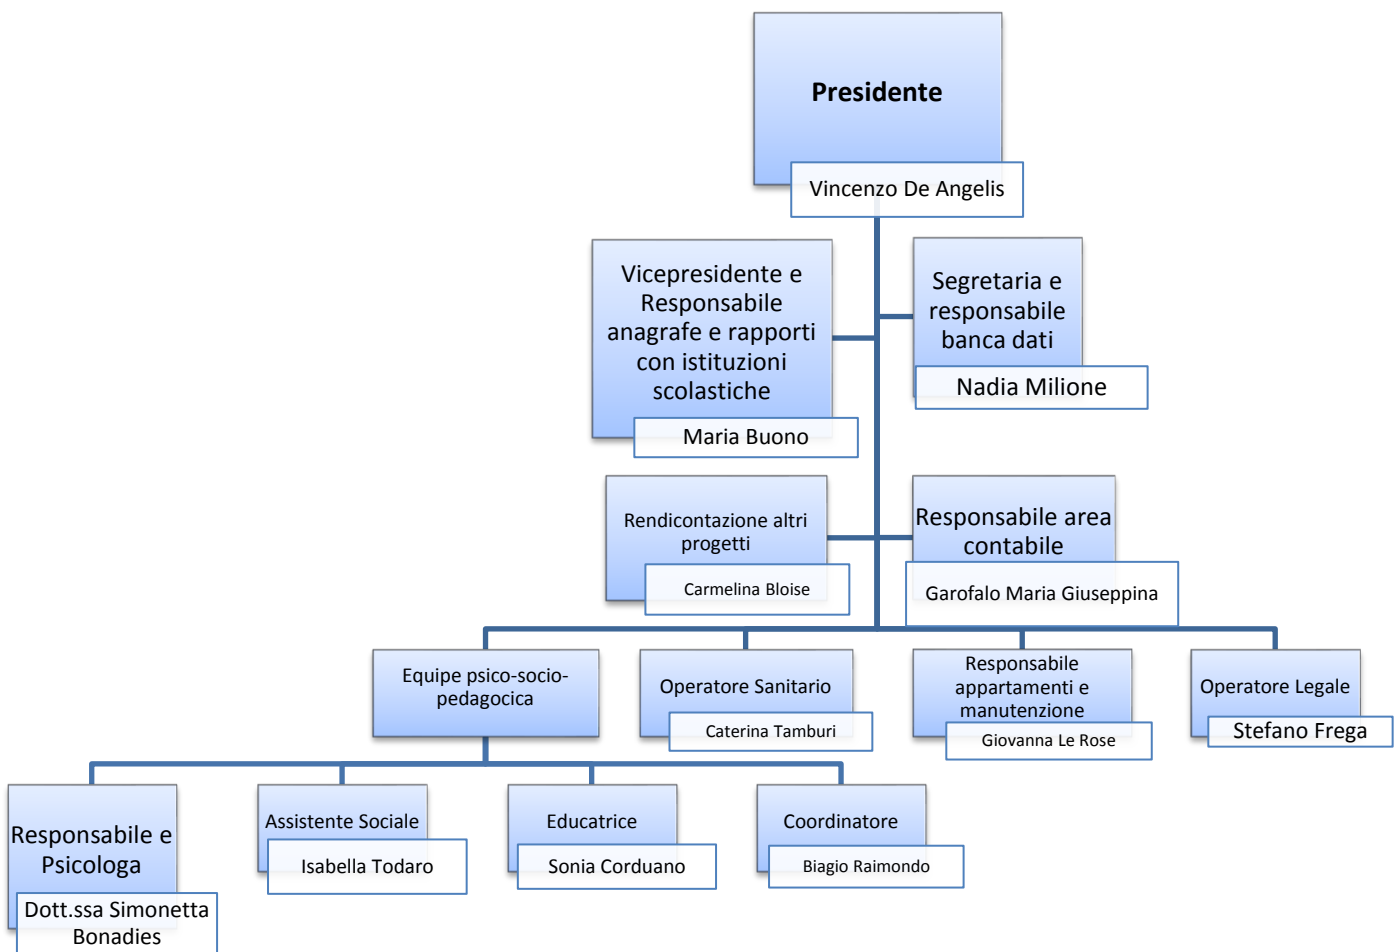 Presidente
Vincenzo De Angelis
Vicepresidente e
Responsabile
anagrafe e rapporti
con istituzioni
scolastiche
Maria Buono
Segretaria e
responsabile
banca dati
Nadia Milione
Rendicontazione altri
progetti
Carmelina Bloise
Responsabile area
contabile
Garofalo Maria Giuseppina
Equipe psico-socio-
pedagocica
Operatore Sanitario
Caterina Tamburi
Responsabile
appartamenti e
manutenzione
Giovanna Le Rose
Operatore Legale
Stefano Frega
Responsabile e
Psicologa
Dott.ssa Simonetta
Bonadies
Assistente Sociale
Isabella Todaro
Educatrice
Sonia Corduano
Coordinatore
Biagio Raimondo